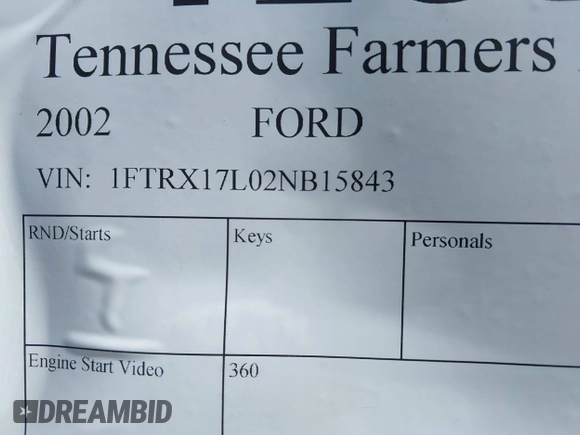 Tennessee Farmers
2002 FORD
VIN: 1FTRX17L02NB15843
RND/Starts Keys Personals
Engine Start Video 360
DREAMBID